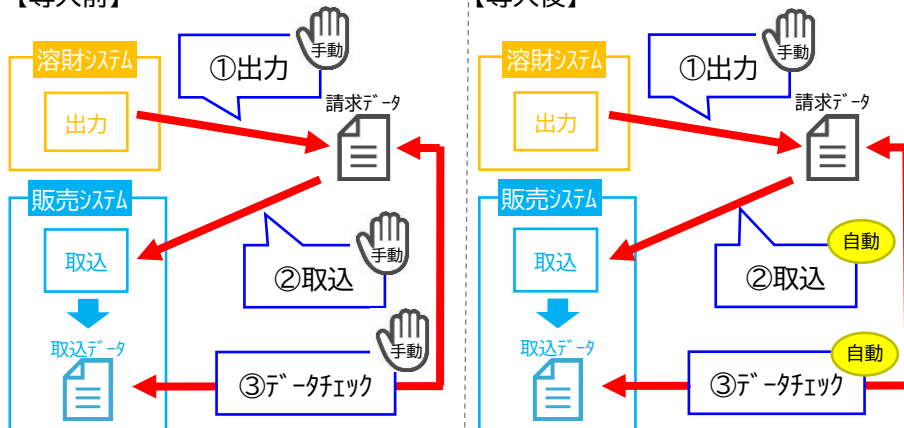 【導入前】
溶財システム
出力
①出力
手動
請求データ
販売システム
取込
②取込
手動
取込データ
③データチェック
手動
【導入後】
溶財システム
出力
①出力
手動
請求データ
販売システム
取込
②取込
自動
取込データ
③データチェック
自動